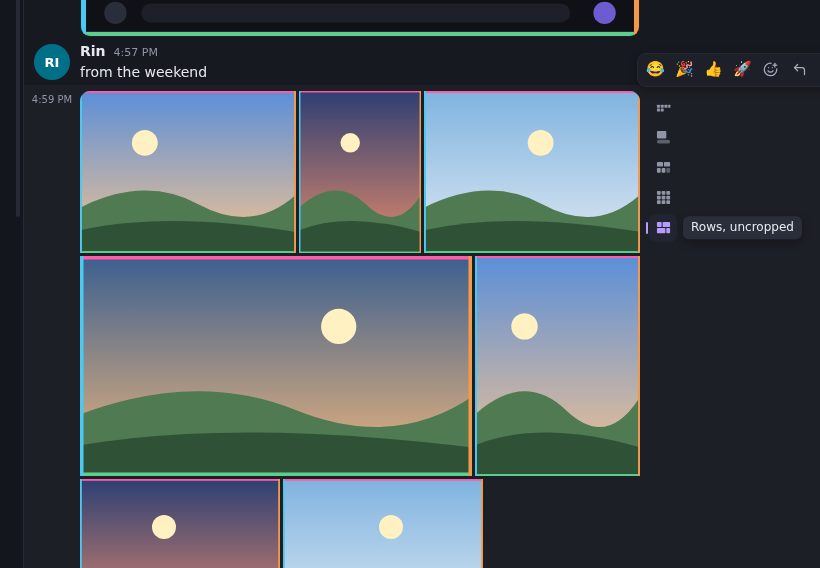 Rin 4:57 PM
RI
from the weekend
4:59 PM
Rows, uncropped